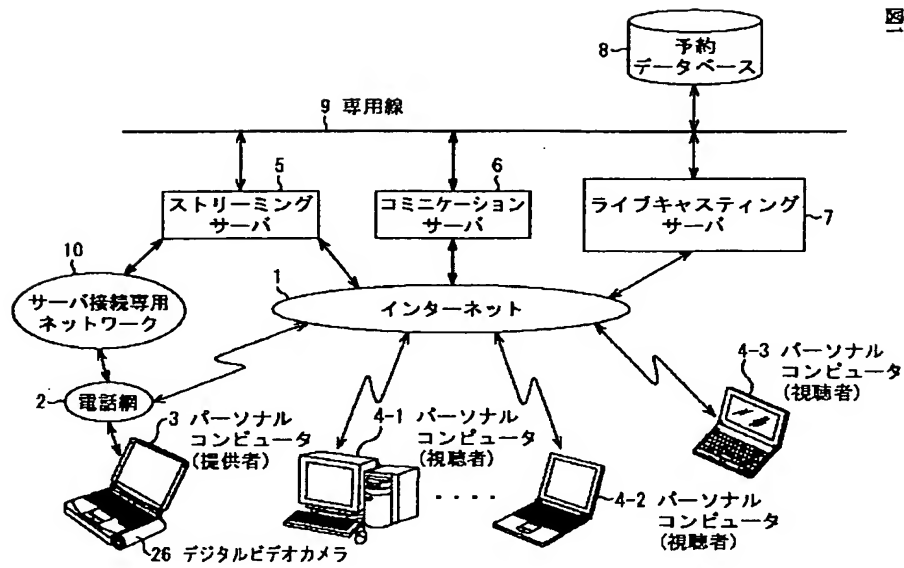 図一
8
予約
データベース
9 専用線
5
ストリーミング
サーバ
6
コミニケーション
サーバ
ライブキャスティング
サーバ
7
10
サーバ接続専用
ネットワーク
1
インターネット
2
電話網
3 パーソナル
コンピュータ
(提供者)
26 デジタルビデオカメラ
4-1 パーソナル
コンピュータ
(視聴者)
....
4-2 パーソナル
コンピュータ
(視聴者)
4-3 パーソナル
コンピュータ
(視聴者)